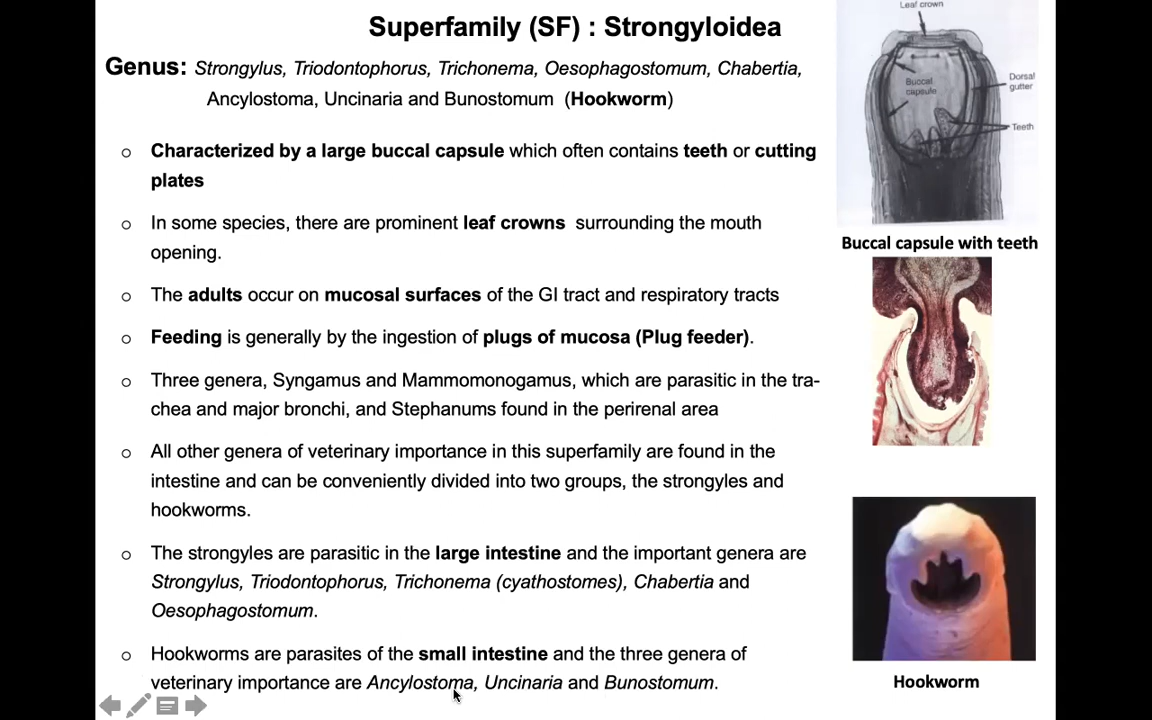 Superfamily (SF) : Strongyloidea
Genus: Strongylus, Triodontophorus, Trichonema, Oesophagostomum, Chabertia,
Ancylostoma, Uncinaria and Bunostomum (Hookworm)
o Characterized by a large buccal capsule which often contains teeth or cutting
plates
o In some species, there are prominent leaf crowns surrounding the mouth
opening.
o The adults occur on mucosal surfaces of the GI tract and respiratory tracts
o Feeding is generally by the ingestion of plugs of mucosa (Plug feeder).
o Three genera, Syngamus and Mammomonogamus, which are parasitic in the tra-
chea and major bronchi, and Stephanums found in the perirenal area
o All other genera of veterinary importance in this superfamily are found in the
intestine and can be conveniently divided into two groups, the strongyles and
hookworms.
o The strongyles are parasitic in the large intestine and the important genera are
Strongylus, Triodontophorus, Trichonema (cyathostomes), Chabertia and
Oesophagostomum.
o Hookworms are parasites of the small intestine and the three genera of
veterinary importance are Ancylostoma, Uncinaria and Bunostomum.
Leaf crown
Buccal
capsule
Dorsal
gutter
Teeth
Buccal capsule with teeth
Hookworm